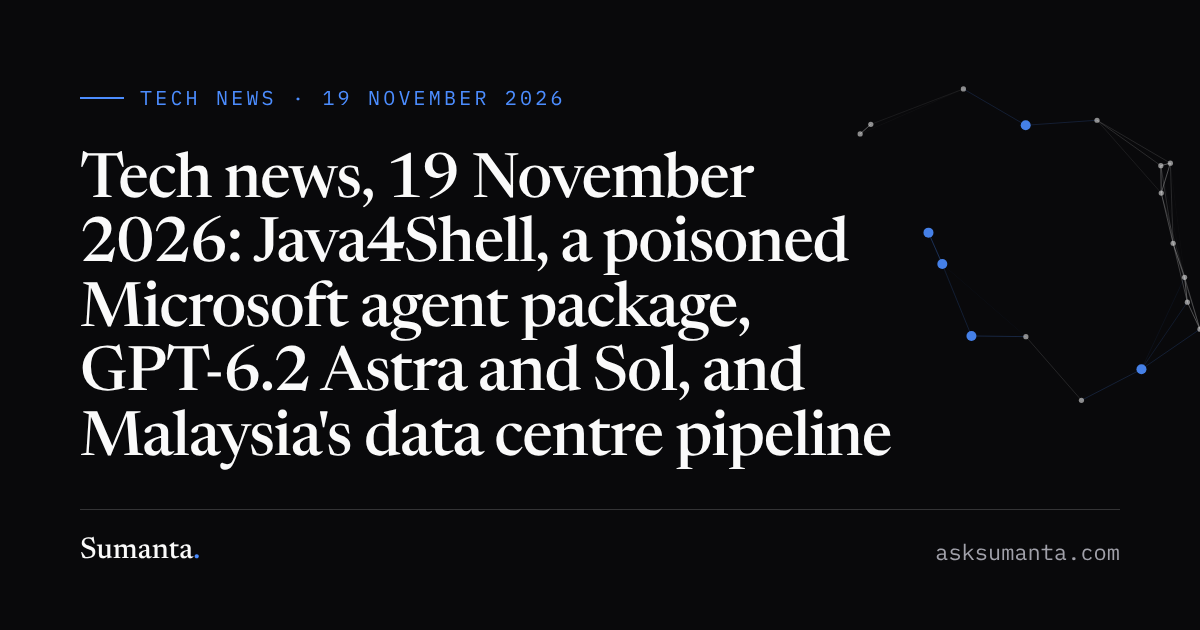 TECH NEWS · 19 NOVEMBER 2026
Tech news, 19 November
2026: Java4Shell, a poisoned
Microsoft agent package,
GPT-6.2 Astra and Sol, and
Malaysia's data centre pipeline
Sumanta.
asksumanta.com